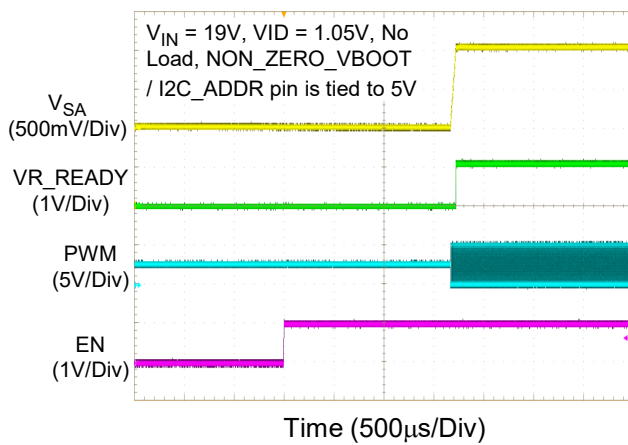 V_IN = 19V, VID = 1.05V, No
Load, NON_ZERO_VBOOT
/ I2C_ADDR pin is tied to 5V
V_SA
(500mV/Div)
VR_READY
(1V/Div)
PWM
(5V/Div)
EN
(1V/Div)
Time (500μs/Div)